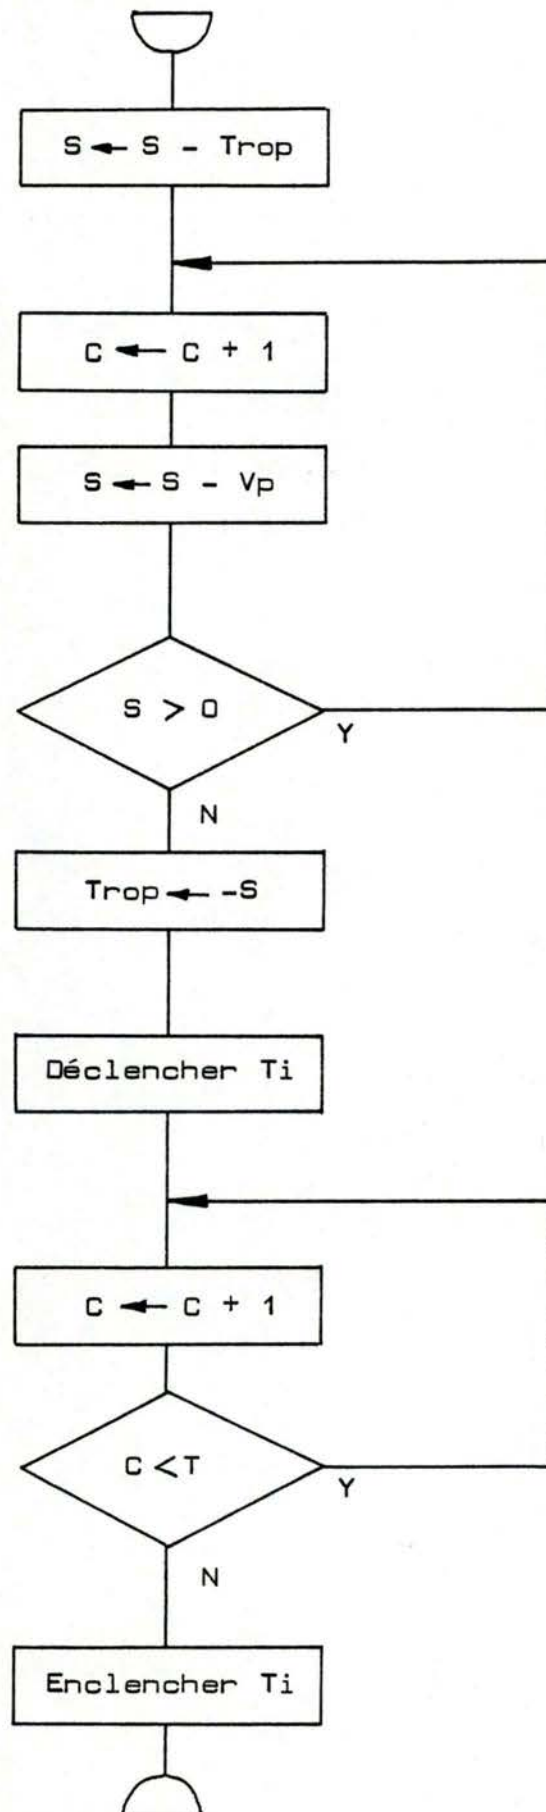 S ← S - Trop
C ← C + 1
S ← S - Vp
S > 0
Y
N
Trop ← -S
Déclencher Ti
C ← C + 1
C < T
Y
N
Enclencher Ti